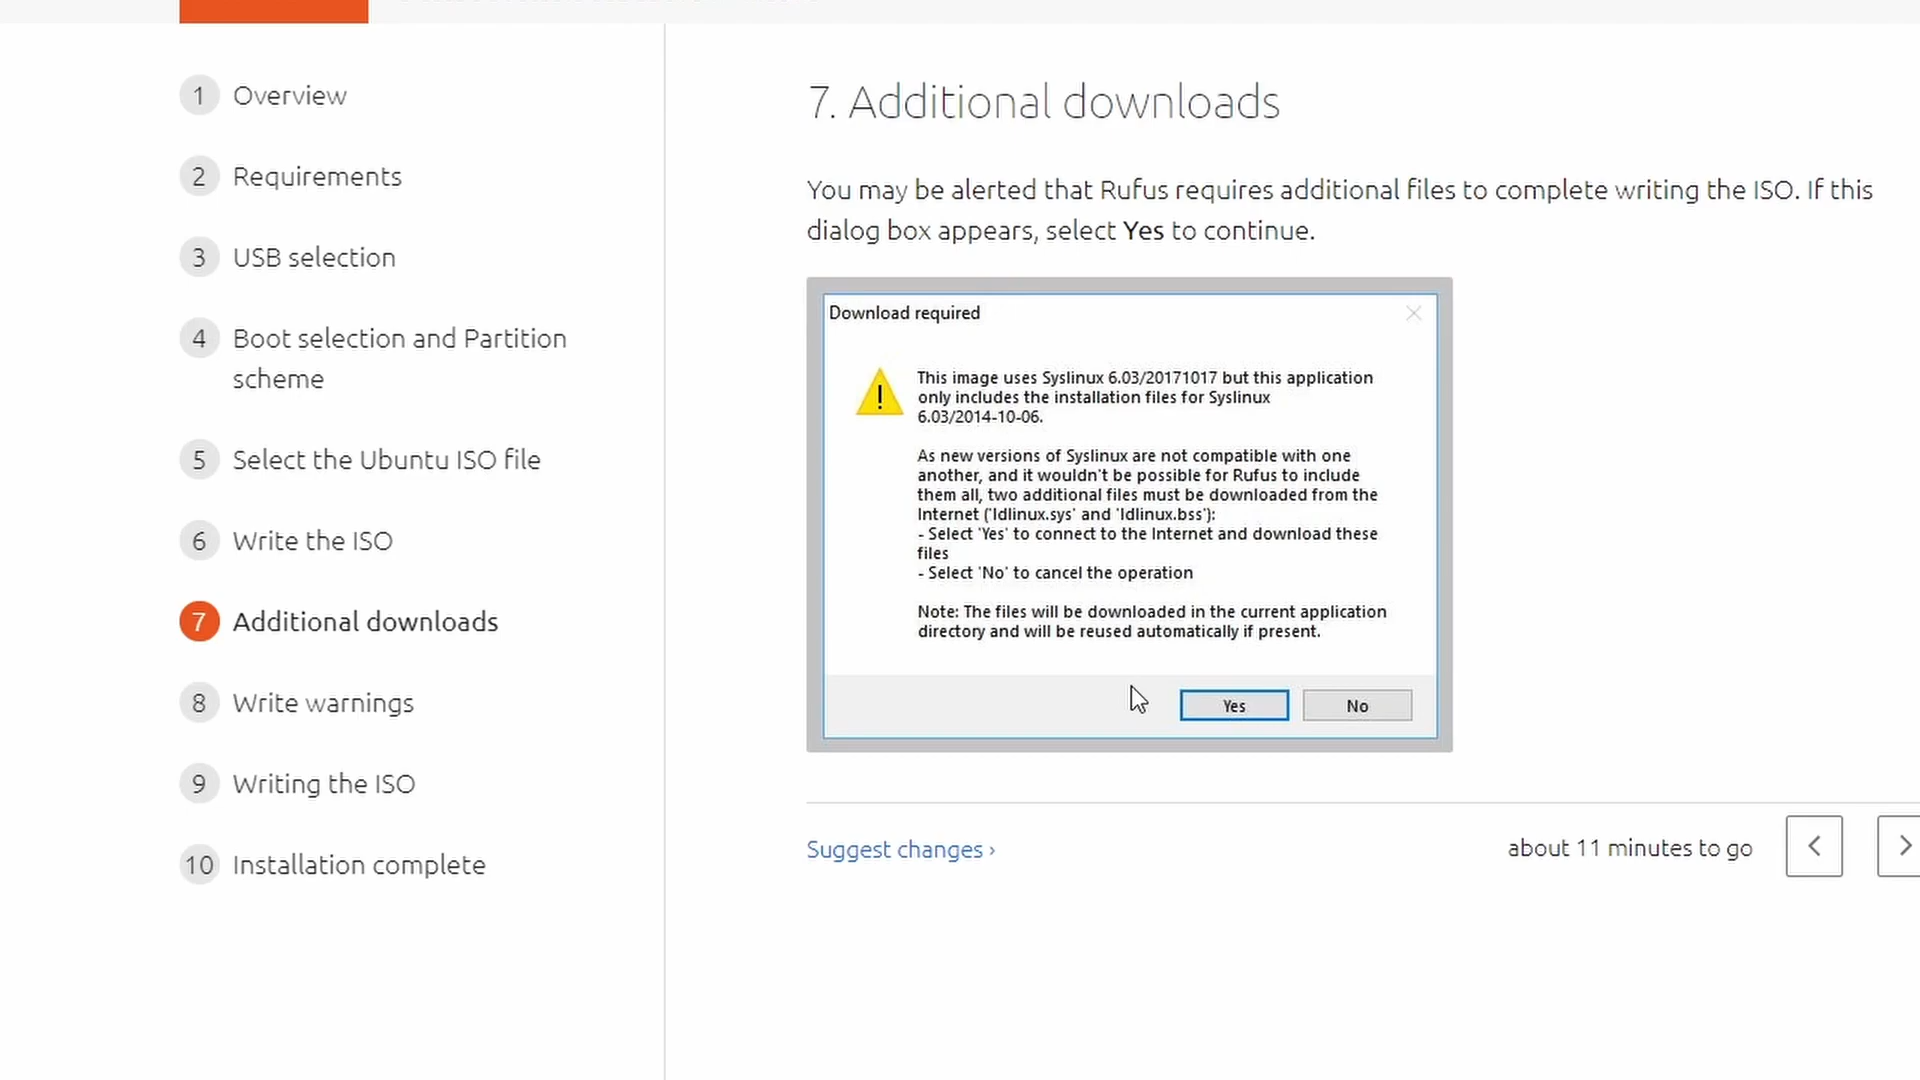 1 Overview
2 Requirements
3 USB selection
4 Boot selection and Partition
scheme
5 Select the Ubuntu ISO file
6 Write the ISO
7 Additional downloads
8 Write warnings
9 Writing the ISO
10 Installation complete
7. Additional downloads
You may be alerted that Rufus requires additional files to complete writing the ISO. If this
dialog box appears, select Yes to continue.
Download required
This image uses Syslinux 6.03/20171017 but this application
only includes the installation files for Syslinux
6.03/2014-10-06.
As new versions of Syslinux are not compatible with one
another, and it wouldn't be possible for Rufus to include
them all, two additional files must be downloaded from the
Internet ('ldlinux.sys' and 'ldlinux.bss'):
- Select 'Yes' to connect to the Internet and download these
files
- Select 'No' to cancel the operation
Note: The files will be downloaded in the current application
directory and will be reused automatically if present.
Yes
No
Suggest changes ›
about 11 minutes to go